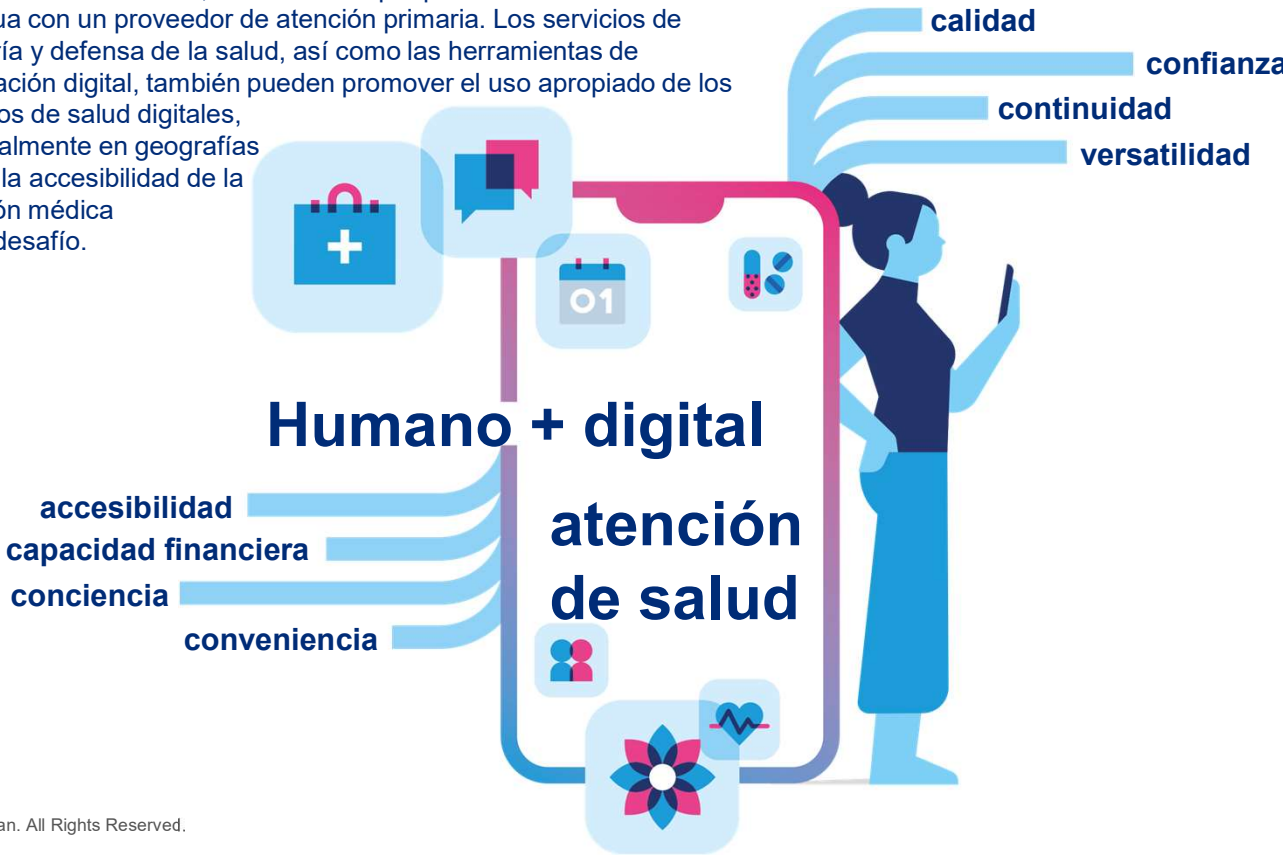 ua con un proveedor de atención primaria. Los servicios de
ría y defensa de la salud, así como las herramientas de
ación digital, también pueden promover el uso apropiado de los
os de salud digitales,
almente en geografías
la accesibilidad de la
ón médica
desafío.
calidad
confianza
continuidad
versatilidad
01
Humano + digital
atención
de salud
accesibilidad
capacidad financiera
conciencia
conveniencia
an. All Rights Reserved.